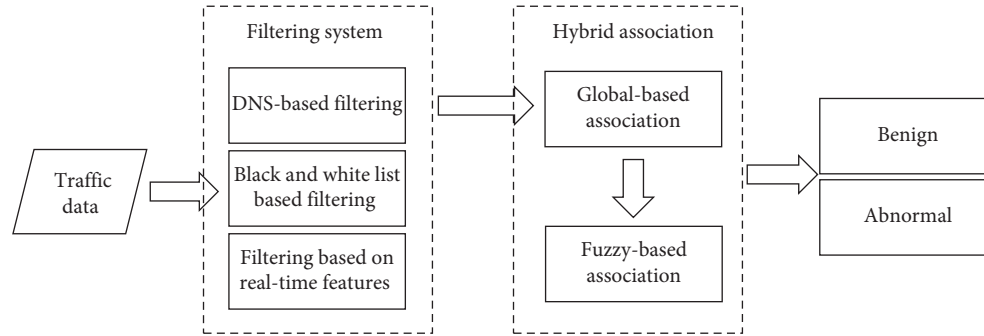 Traffic
data
Filtering system
DNS-based filtering
Black and white list
based filtering
Filtering based on
real-time features
Hybrid association
Global-based
association
Fuzzy-based
association
Benign
Abnormal